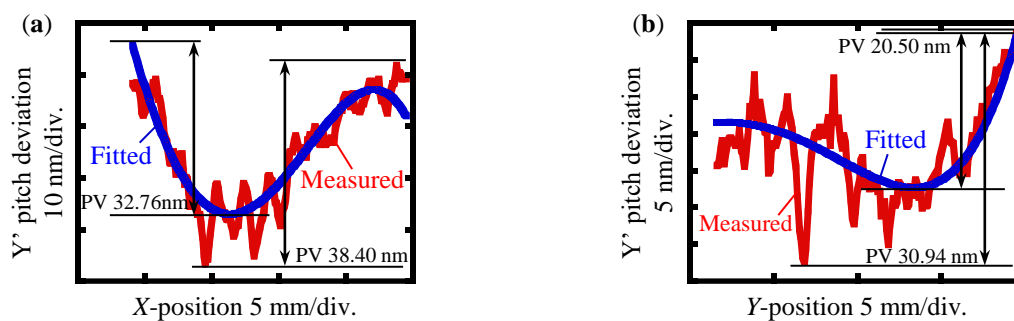 (a)
Y’ pitch deviation
10 nm/div.
Fitted
Measured
PV 32.76nm
PV 38.40 nm
X-position 5 mm/div.
(b)
Y’ pitch deviation
5 nm/div.
PV 20.50 nm
Fitted
Measured
PV 30.94 nm
Y-position 5 mm/div.